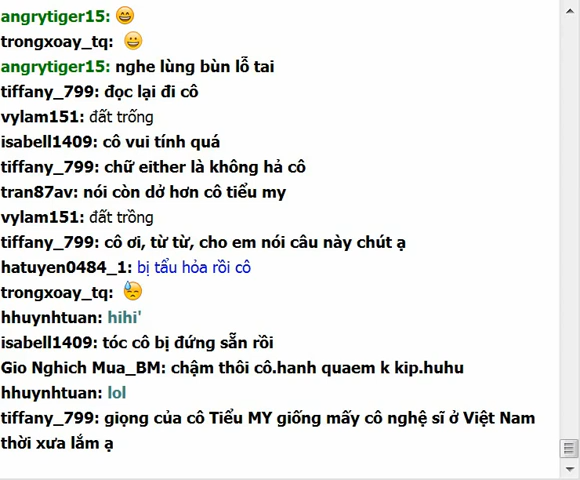 angrytiger15: 😄
trongxoay_tq: 😀
angrytiger15: nghe lùng bùn lỗ tai
tiffany_799: đọc lại đi cô
vylam151: đất trống
isabell1409: cô vui tính quá
tiffany_799: chữ either là không hả cô
tran87av: nói còn dở hơn cô tiểu my
vylam151: đất trồng
tiffany_799: cô ơi, từ từ, cho em nói câu này chút ạ
hatuyen0484_1: bị tẩu hỏa rồi cô
trongxoay_tq: 😓
hhuynhtuan: hihi'
isabell1409: tóc cô bị đứng sẵn rồi
Gio Nghich Mua_BM: chậm thôi cô.hanh quaem k kip.huhu
hhuynhtuan: lol
tiffany_799: giọng của cô Tiểu MY giống mấy cô nghệ sĩ ở Việt Nam
thời xưa lắm ạ